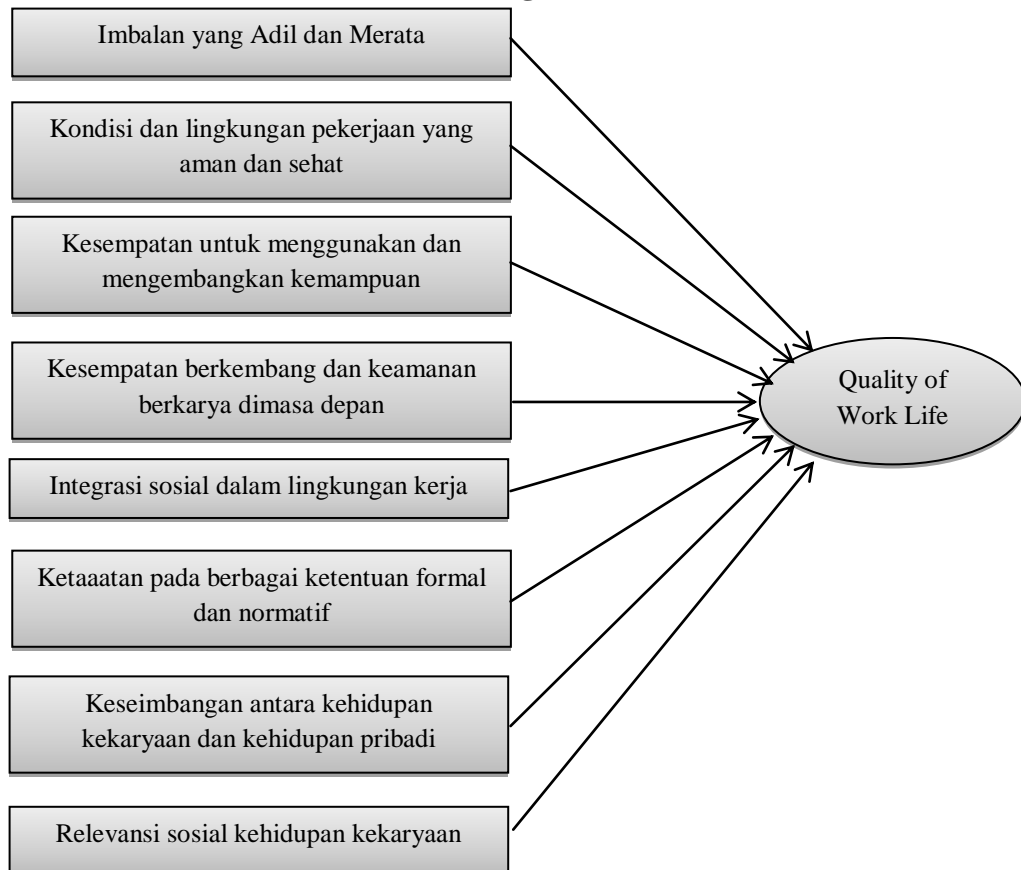 Imbalan yang Adil dan Merata
Kondisi dan lingkungan pekerjaan yang
aman dan sehat
Kesempatan untuk menggunakan dan
mengembangkan kemampuan
Kesempatan berkembang dan keamanan
berkarya dimasa depan
Integrasi sosial dalam lingkungan kerja
Ketaaatan pada berbagai ketentuan formal
dan normatif
Keseimbangan antara kehidupan
kekaryaan dan kehidupan pribadi
Relevansi sosial kehidupan kekaryaan
Quality of
Work Life